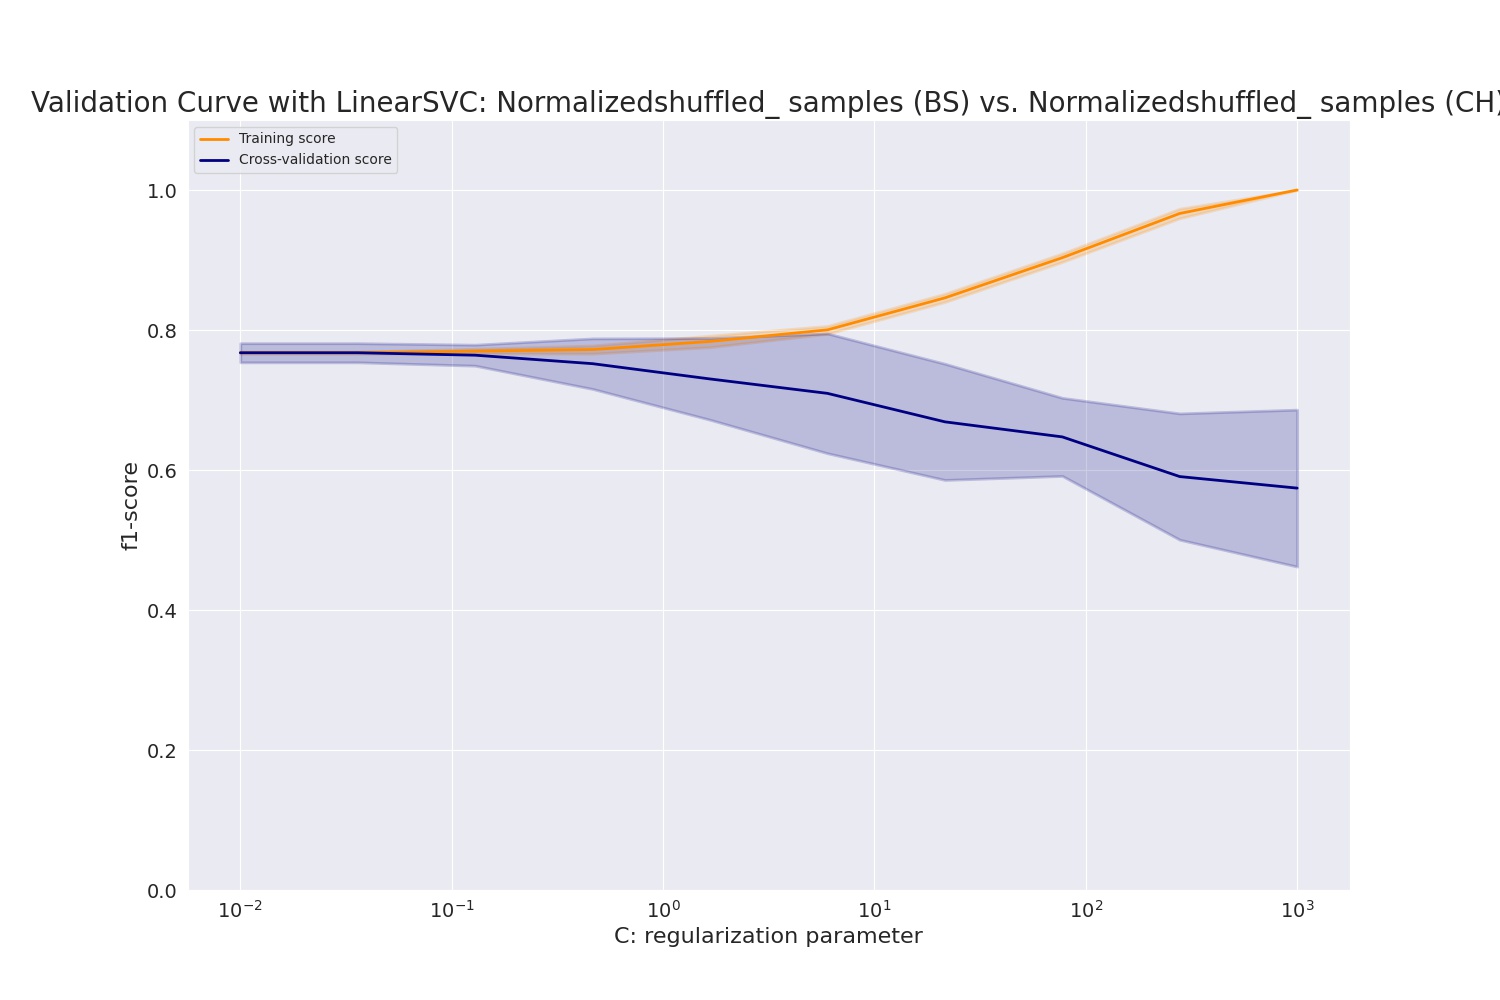 Validation Curve with LinearSVC: Normalizedshuffled_ samples (BS) vs. Normalizedshuffled_ samples (CH)
Training score
Cross-validation score
1.0
0.8
0.6
0.4
0.2
0.0
f1-score
10⁻² 10⁻¹ 10⁰ 10¹ 10² 10³
C: regularization parameter